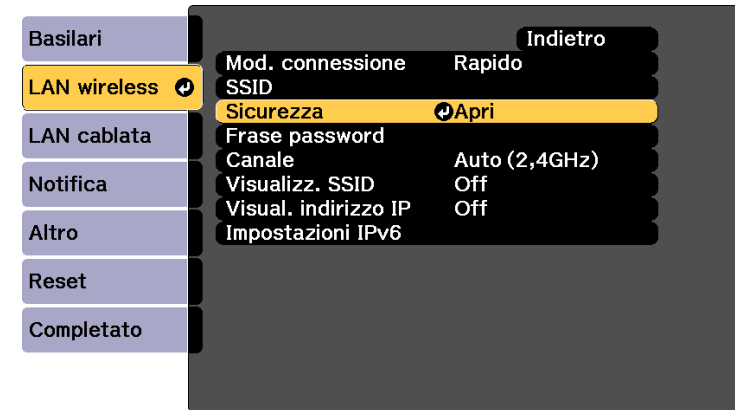 Basilari
LAN wireless
LAN cablata
Notifica
Altro
Reset
Completato
Indietro
Mod. connessione Rapido
SSID
Sicurezza Apri
Frase password
Canale Auto (2,4GHz)
Visualizz. SSID Off
Visual. indirizzo IP Off
Impostazioni IPv6